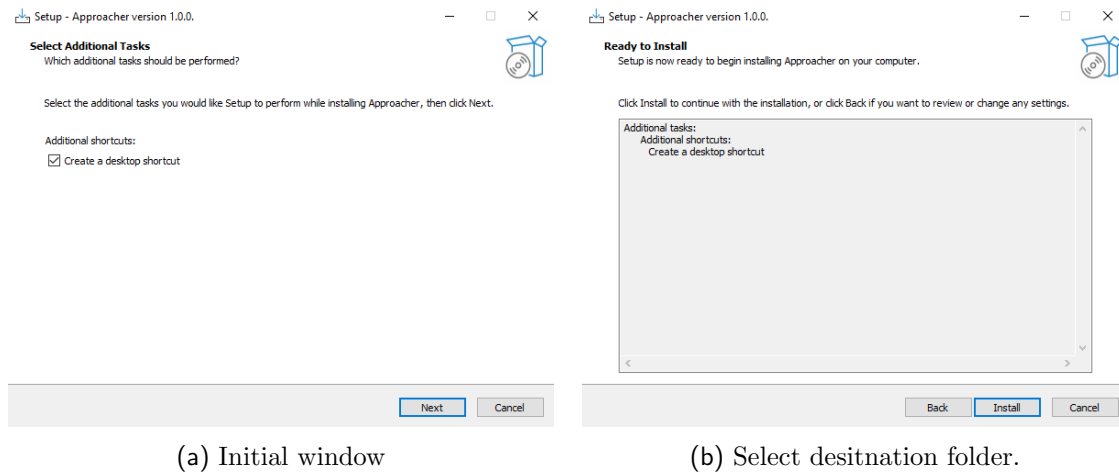 Setup - Approacher version 1.0.0.
Select Additional Tasks
Which additional tasks should be performed?
Select the additional tasks you would like Setup to perform while installing Approacher, then click Next.
Additional shortcuts:
Create a desktop shortcut
Next
Cancel
(a) Initial window
Setup - Approacher version 1.0.0.
Ready to Install
Setup is now ready to begin installing Approacher on your computer.
Click Install to continue with the installation, or click Back if you want to review or change any settings.
Additional tasks:
Additional shortcuts:
Create a desktop shortcut
Back
Install
Cancel
(b) Select desitnation folder.